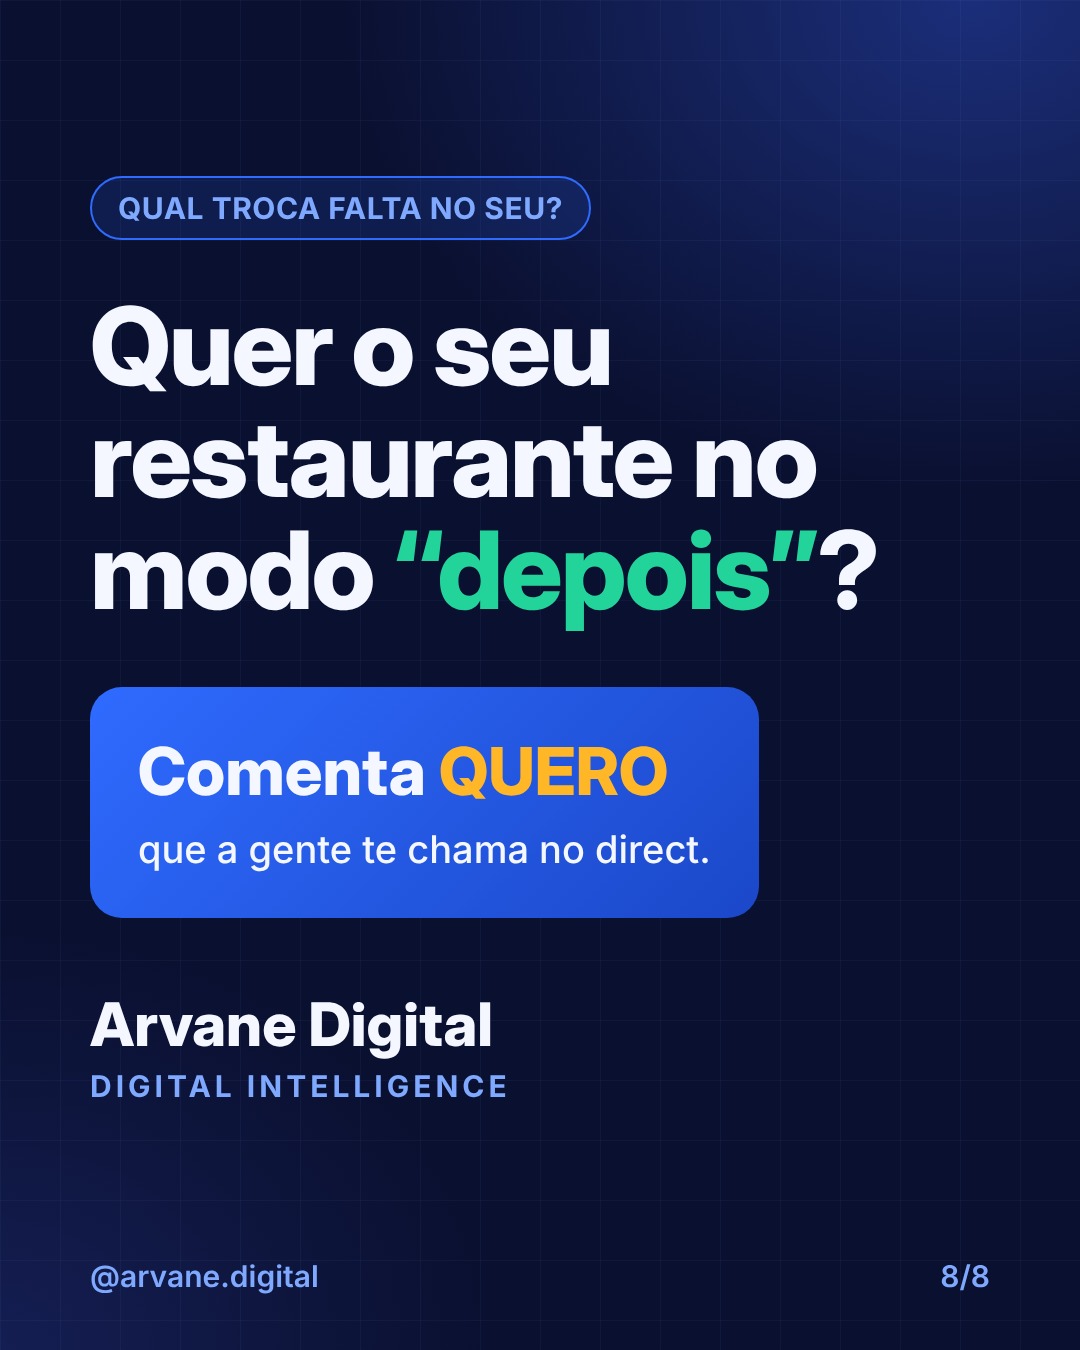 QUAL TROCA FALTA NO SEU?
Quer o seu
restaurante no
modo “depois”?
Comenta QUERO
que a gente te chama no direct.
Arvane Digital
DIGITAL INTELLIGENCE
@arvane.digital
8/8